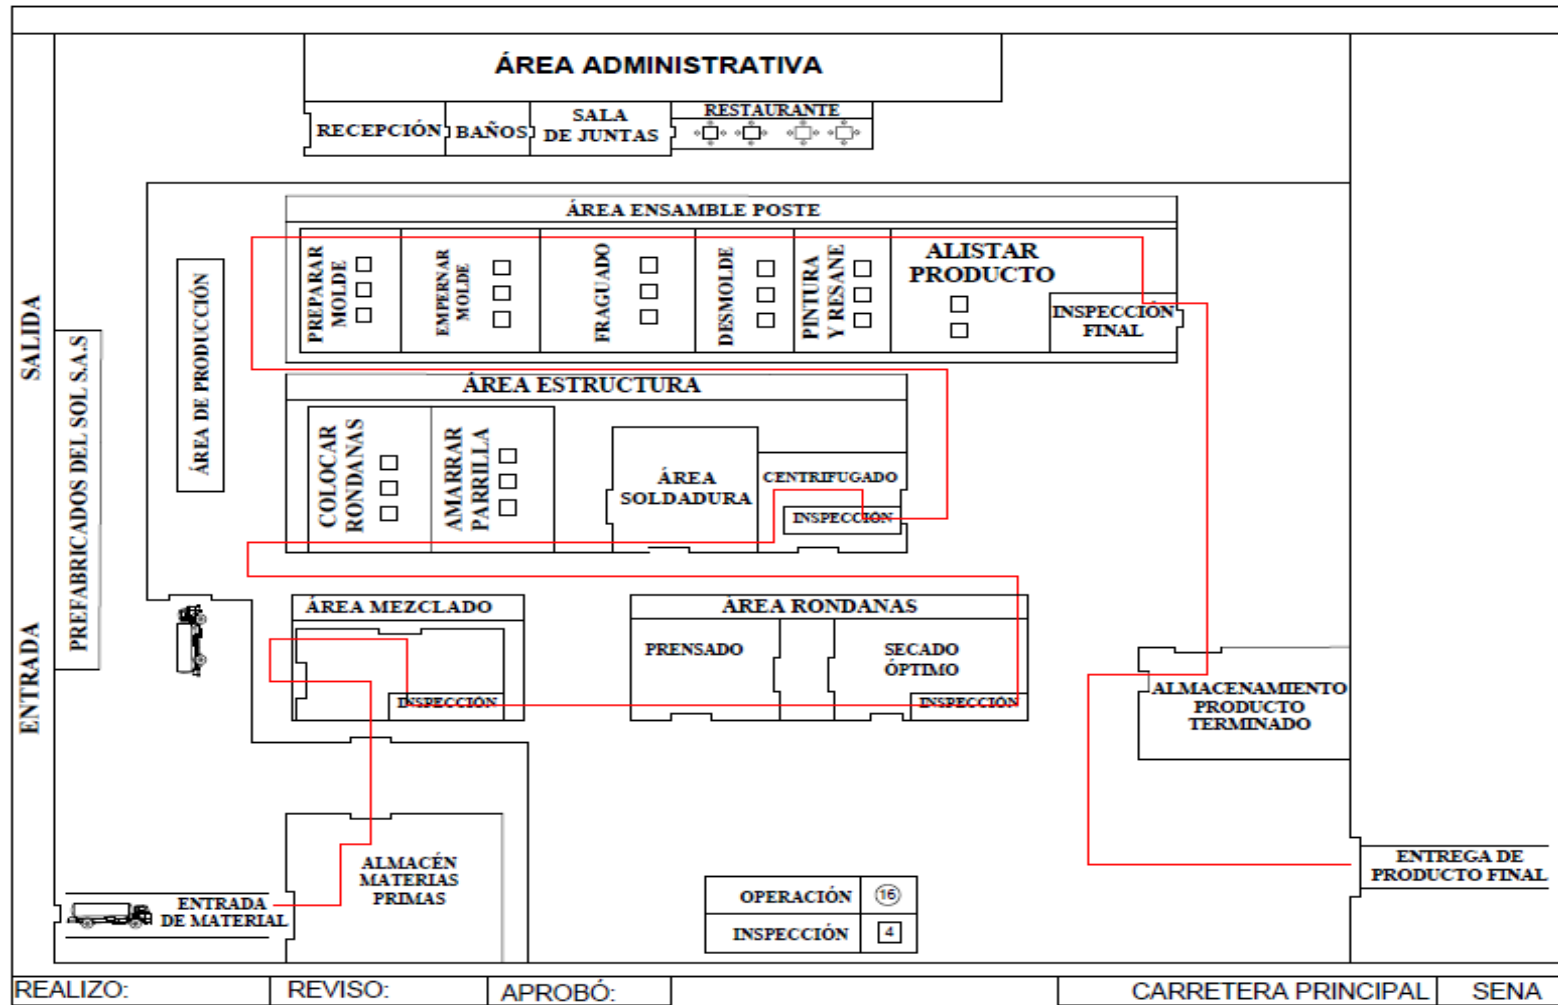 ÁREA ADMINISTRATIVA
RECEPCIÓN
BAÑOS
SALA
DE JUNTAS
RESTAURANTE
ÁREA ENSAMBLE POSTE
PREPARAR
MOLDE
EMPERNAR
MOLDE
FRAGUADO
DESMOLDE
PINTURA
Y RESANE
ALISTAR
PRODUCTO
INSPECCIÓN
FINAL
SALIDA
ENTRADA
PREFABRICADOS DEL SOL S.A.S
ÁREA DE PRODUCCIÓN
ÁREA ESTRUCTURA
COLOCAR
RONDANAS
AMARRAR
PARRILLA
ÁREA
SOLDADURA
CENTRIFUGADO
INSPECCIÓN
ÁREA MEZCLADO
INSPECCIÓN
ÁREA RONDANAS
PRENSADO
SECADO
ÓPTIMO
INSPECCIÓN
ALMACENAMIENTO
PRODUCTO
TERMINADO
ALMACÉN
MATERIAS
PRIMAS
ENTRADA
DE MATERIAL
ENTREGA DE
PRODUCTO FINAL
OPERACIÓN 16
INSPECCIÓN 4
REALIZO: REVISO: APROBÓ: CARRETERA PRINCIPAL SENA